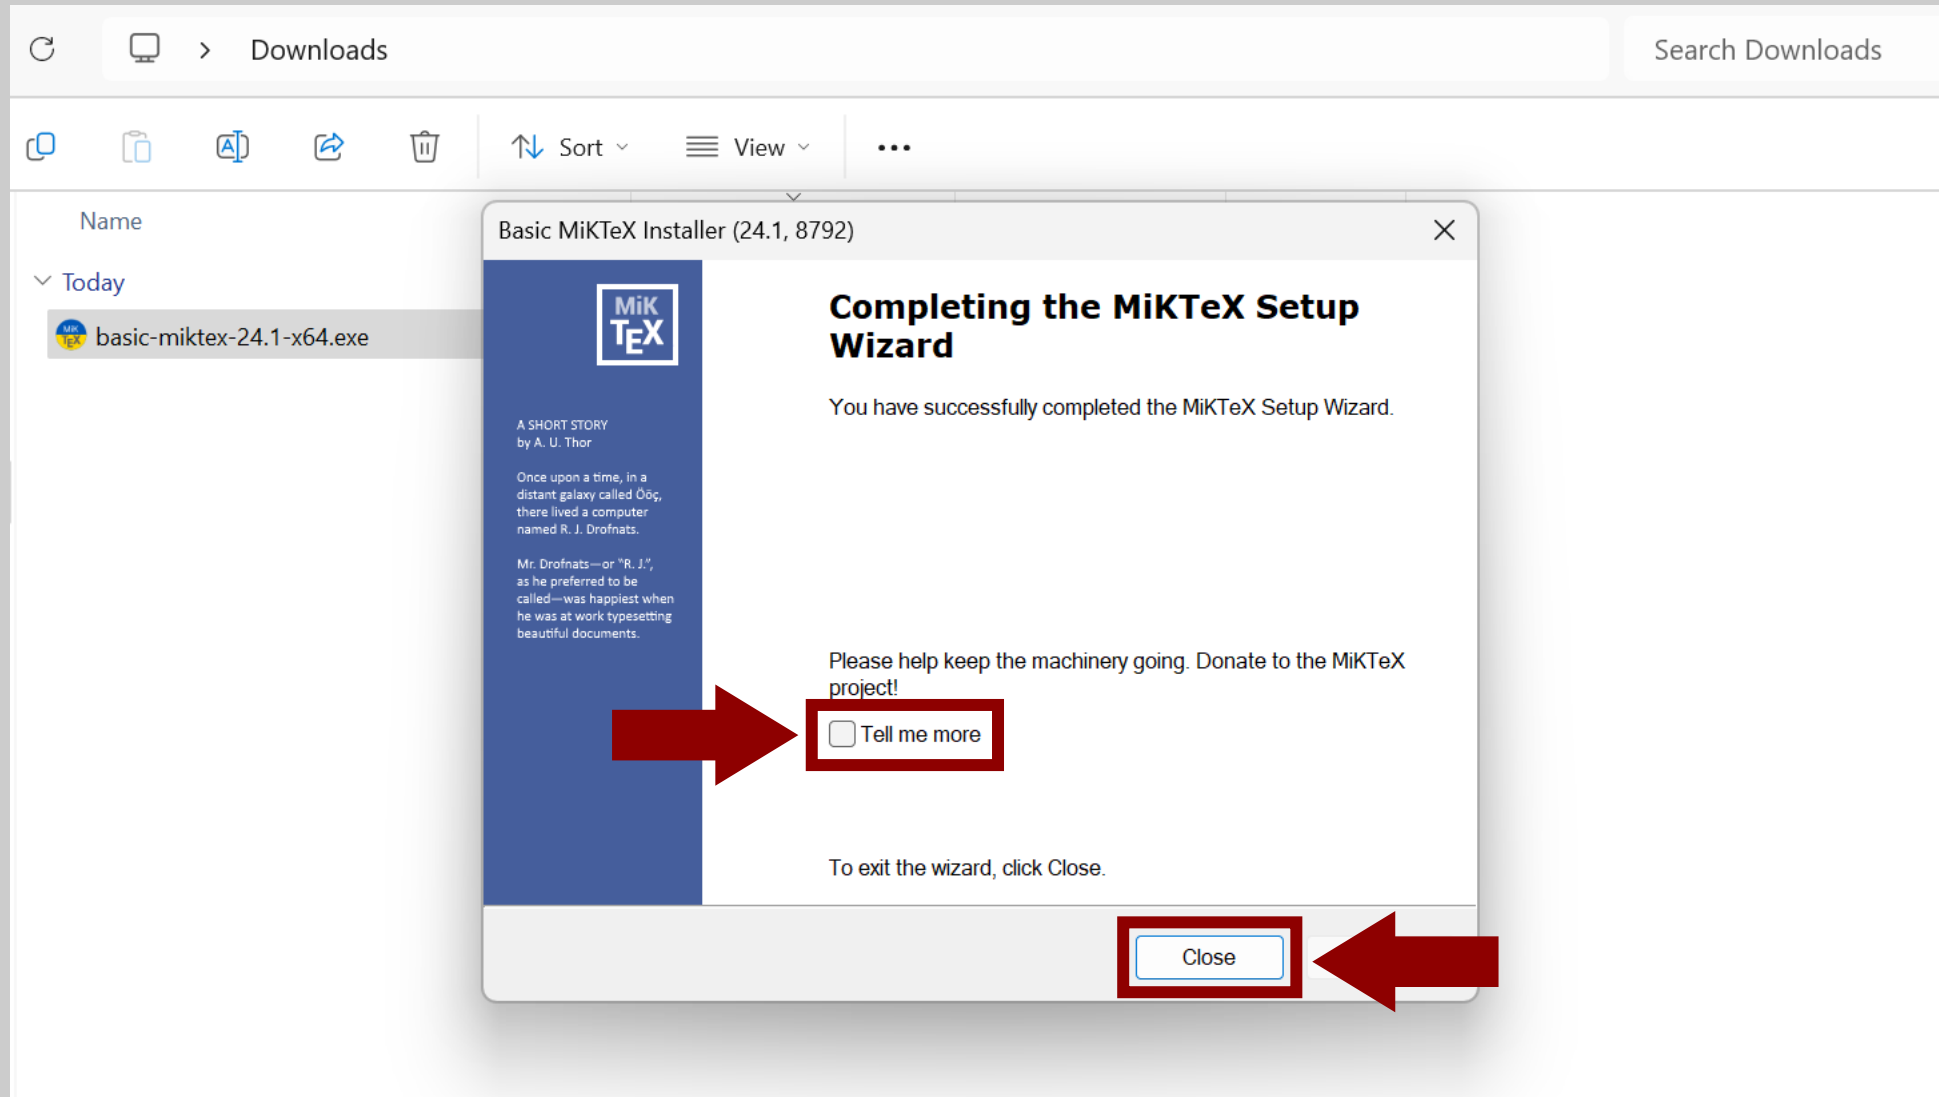 Downloads
Search Downloads
Sort
View
Name
Today
basic-miktex-24.1-x64.exe
Basic MiKTeX Installer (24.1, 8792)
MiK
TEX
A SHORT STORY
by A. U. Thor
Once upon a time, in a
distant galaxy called Ööç,
there lived a computer
named R. J. Drofnats.
Mr. Drofnats—or “R. J.”,
as he preferred to be
called—was happiest when
he was at work typesetting
beautiful documents.
Completing the MiKTeX Setup
Wizard
You have successfully completed the MiKTeX Setup Wizard.
Please help keep the machinery going. Donate to the MiKTeX
project!
Tell me more
To exit the wizard, click Close.
Close